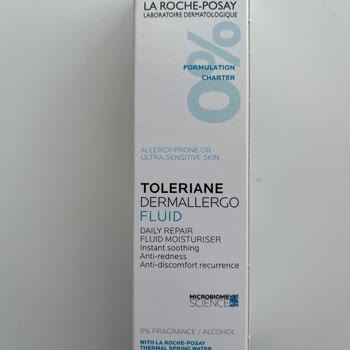 LA ROCHE-POSAY
LABORATOIRE DERMATOLOGIQUE
0%
FORMULATION
CHARTER
ALLERGY-PRONE OR
ULTRA-SENSITIVE SKIN
TOLERIANE
DERMALLERGO
FLUID
DAILY REPAIR
FLUID MOISTURISER
Instant soothing
Anti-redness
Anti-discomfort recurrence
MICROBIOME
SCIENCE
0% FRAGRANCE / ALCOHOL
WITH LA ROCHE-POSAY
THERMAL SPRING WATER